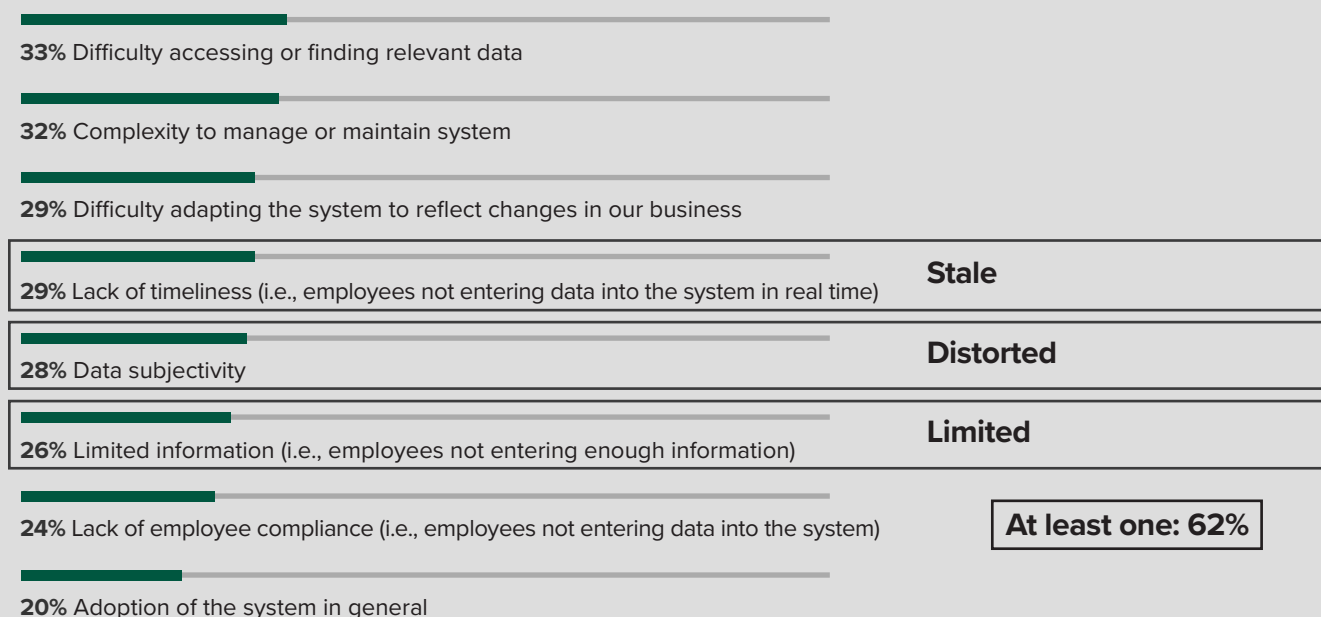 33% Difficulty accessing or finding relevant data
32% Complexity to manage or maintain system
29% Difficulty adapting the system to reflect changes in our business
Stale
29% Lack of timeliness (i.e., employees not entering data into the system in real time)
Distorted
28% Data subjectivity
Limited
26% Limited information (i.e., employees not entering enough information)
24% Lack of employee compliance (i.e., employees not entering data into the system)
At least one: 62%
20% Adoption of the system in general